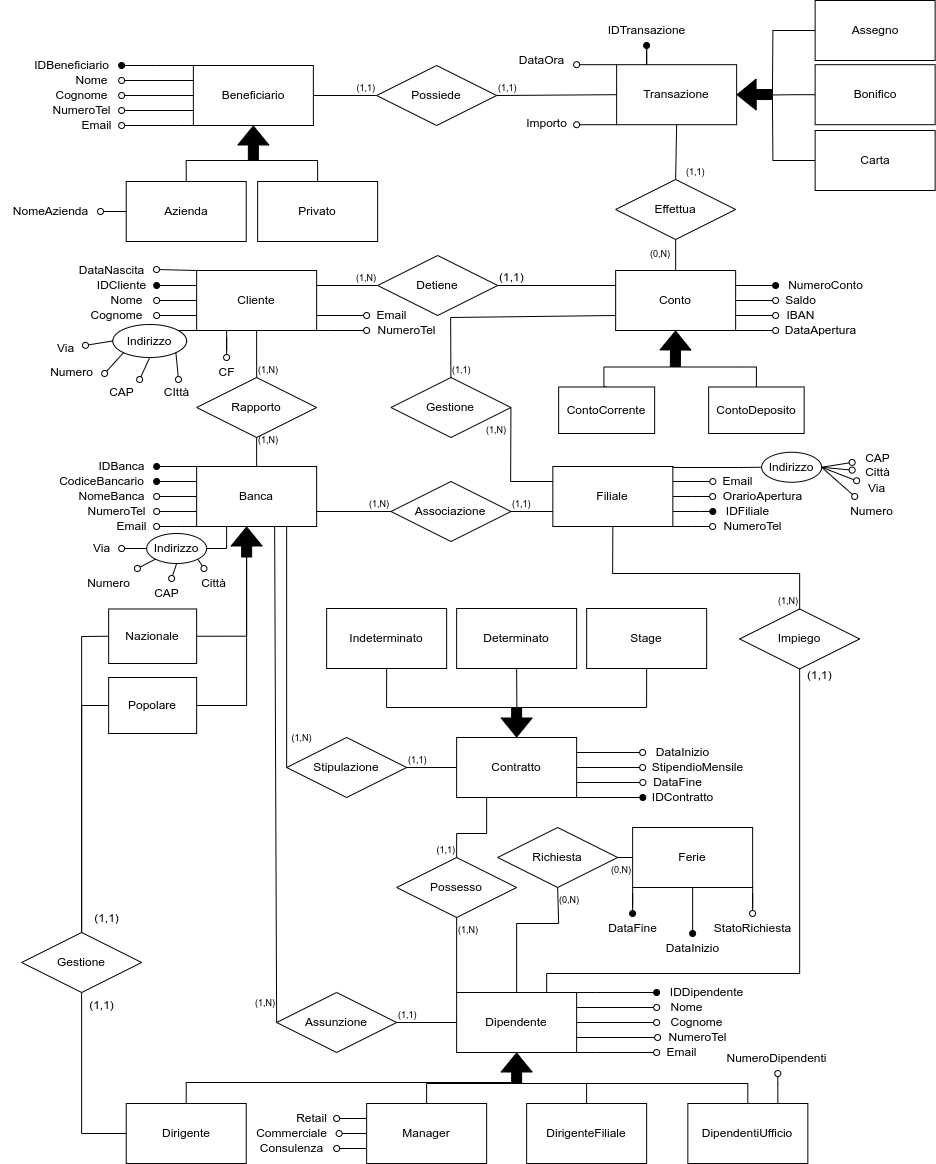 IDTransazione
Assegno
DataOra
IDBeneficiario
Nome
Cognome
NumeroTel
Email
Beneficiario
(1,1)
Possiede
(1,1)
Transazione
Importo
Bonifico
Carta
NomeAzienda
Azienda
Privato
(1,1)
Effettua
(0,N)
DataNascita
IDCliente
Nome
Cognome
Cliente
(1,N)
Detiene
(1,1)
Conto
NumeroConto
Saldo
IBAN
DataApertura
Email
NumeroTel
Indirizzo
Via
Numero
CAP
CIttà
CF
(1,N)
Rapporto
(1,N)
(1,1)
Gestione
(1,N)
ContoCorrente
ContoDeposito
IDBanca
CodiceBancario
NomeBanca
NumeroTel
Email
Banca
(1,N)
Associazione
(1,1)
Filiale
Indirizzo
CAP
Città
Via
Numero
Email
OrarioApertura
IDFiliale
NumeroTel
Via
Indirizzo
Numero
CAP
Città
Nazionale
Popolare
Indeterminato
Determinato
Stage
(1,N)
Impiego
(1,1)
(1,N)
Stipulazione
(1,1)
Contratto
DataInizio
StipendioMensile
DataFine
IDContratto
(1,1)
Possesso
(1,N)
Richiesta
(0,N)
(0,N)
Ferie
DataFine
DataInizio
StatoRichiesta
(1,1)
Gestione
(1,1)
(1,N)
Assunzione
(1,1)
Dipendente
IDDipendente
Nome
Cognome
NumeroTel
Email
NumeroDipendenti
Dirigente
Retail
Commerciale
Consulenza
Manager
DirigenteFiliale
DipendentiUfficio